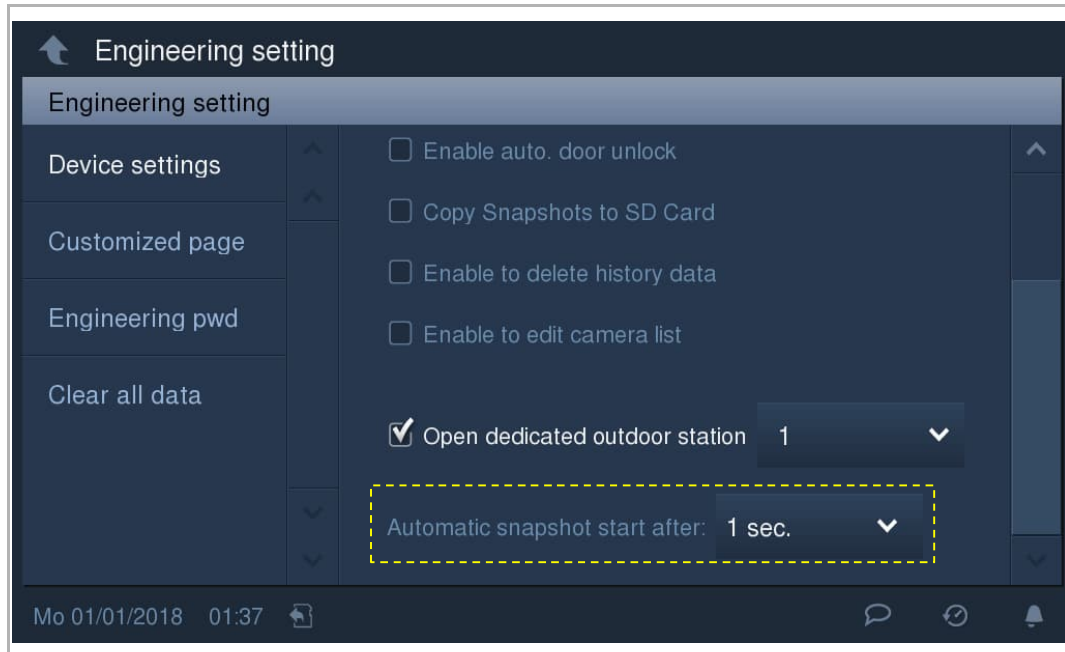 Engineering setting
Engineering setting
Device settings
Customized page
Engineering pwd
Clear all data
Enable auto. door unlock
Copy Snapshots to SD Card
Enable to delete history data
Enable to edit camera list
Open dedicated outdoor station 1
Automatic snapshot start after: 1 sec.
Mo 01/01/2018 01:37